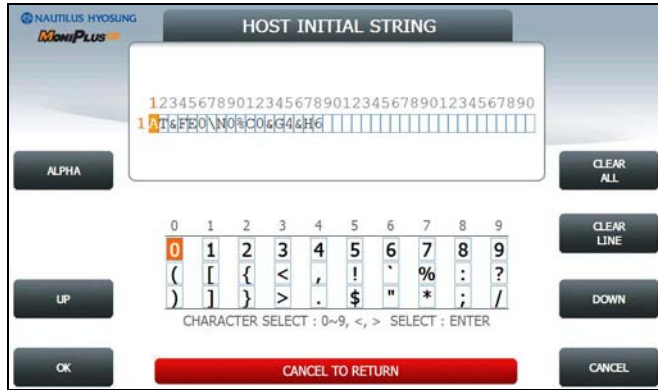 NAUTILUS HYOSUNG
MoniPlus
HOST INITIAL STRING
1234567890123456789012345678901234567890
1 AT&FE0\N0%C0&G4&H6
ALPHA
CLEAR ALL
0 1 2 3 4 5 6 7 8 9
0 1 2 3 4 5 6 7 8 9
CLEAR LINE
( [ { < , ! ` % : ?
) ] } > . $ " * ; /
UP
DOWN
CHARACTER SELECT : 0~9, <, > SELECT : ENTER
OK
CANCEL TO RETURN
CANCEL